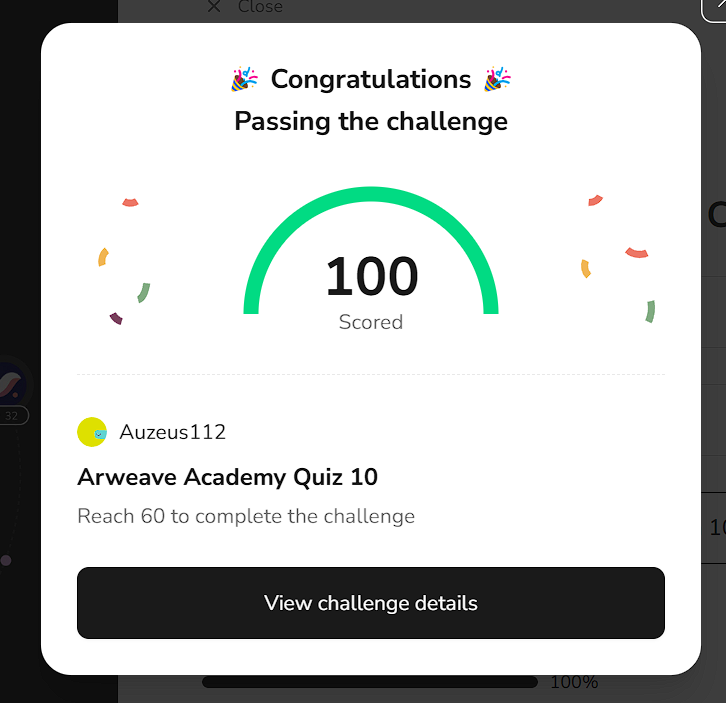 Close
Congratulations
Passing the challenge
100
Scored
32
Auzeus112
Arweave Academy Quiz 10
Reach 60 to complete the challenge
10
View challenge details
100%